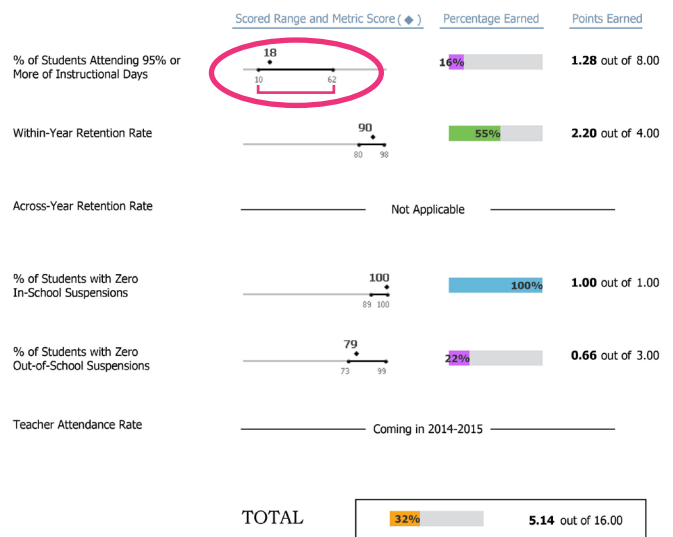 Scored Range and Metric Score ( ◆ ) Percentage Earned Points Earned
% of Students Attending 95% or
More of Instructional Days
18
10 62
16%
1.28 out of 8.00
Within-Year Retention Rate
90
80 98
55%
2.20 out of 4.00
Across-Year Retention Rate
Not Applicable
% of Students with Zero
In-School Suspensions
100
89 100
100%
1.00 out of 1.00
% of Students with Zero
Out-of-School Suspensions
79
73 99
22%
0.66 out of 3.00
Teacher Attendance Rate
Coming in 2014-2015
TOTAL
32%
5.14 out of 16.00